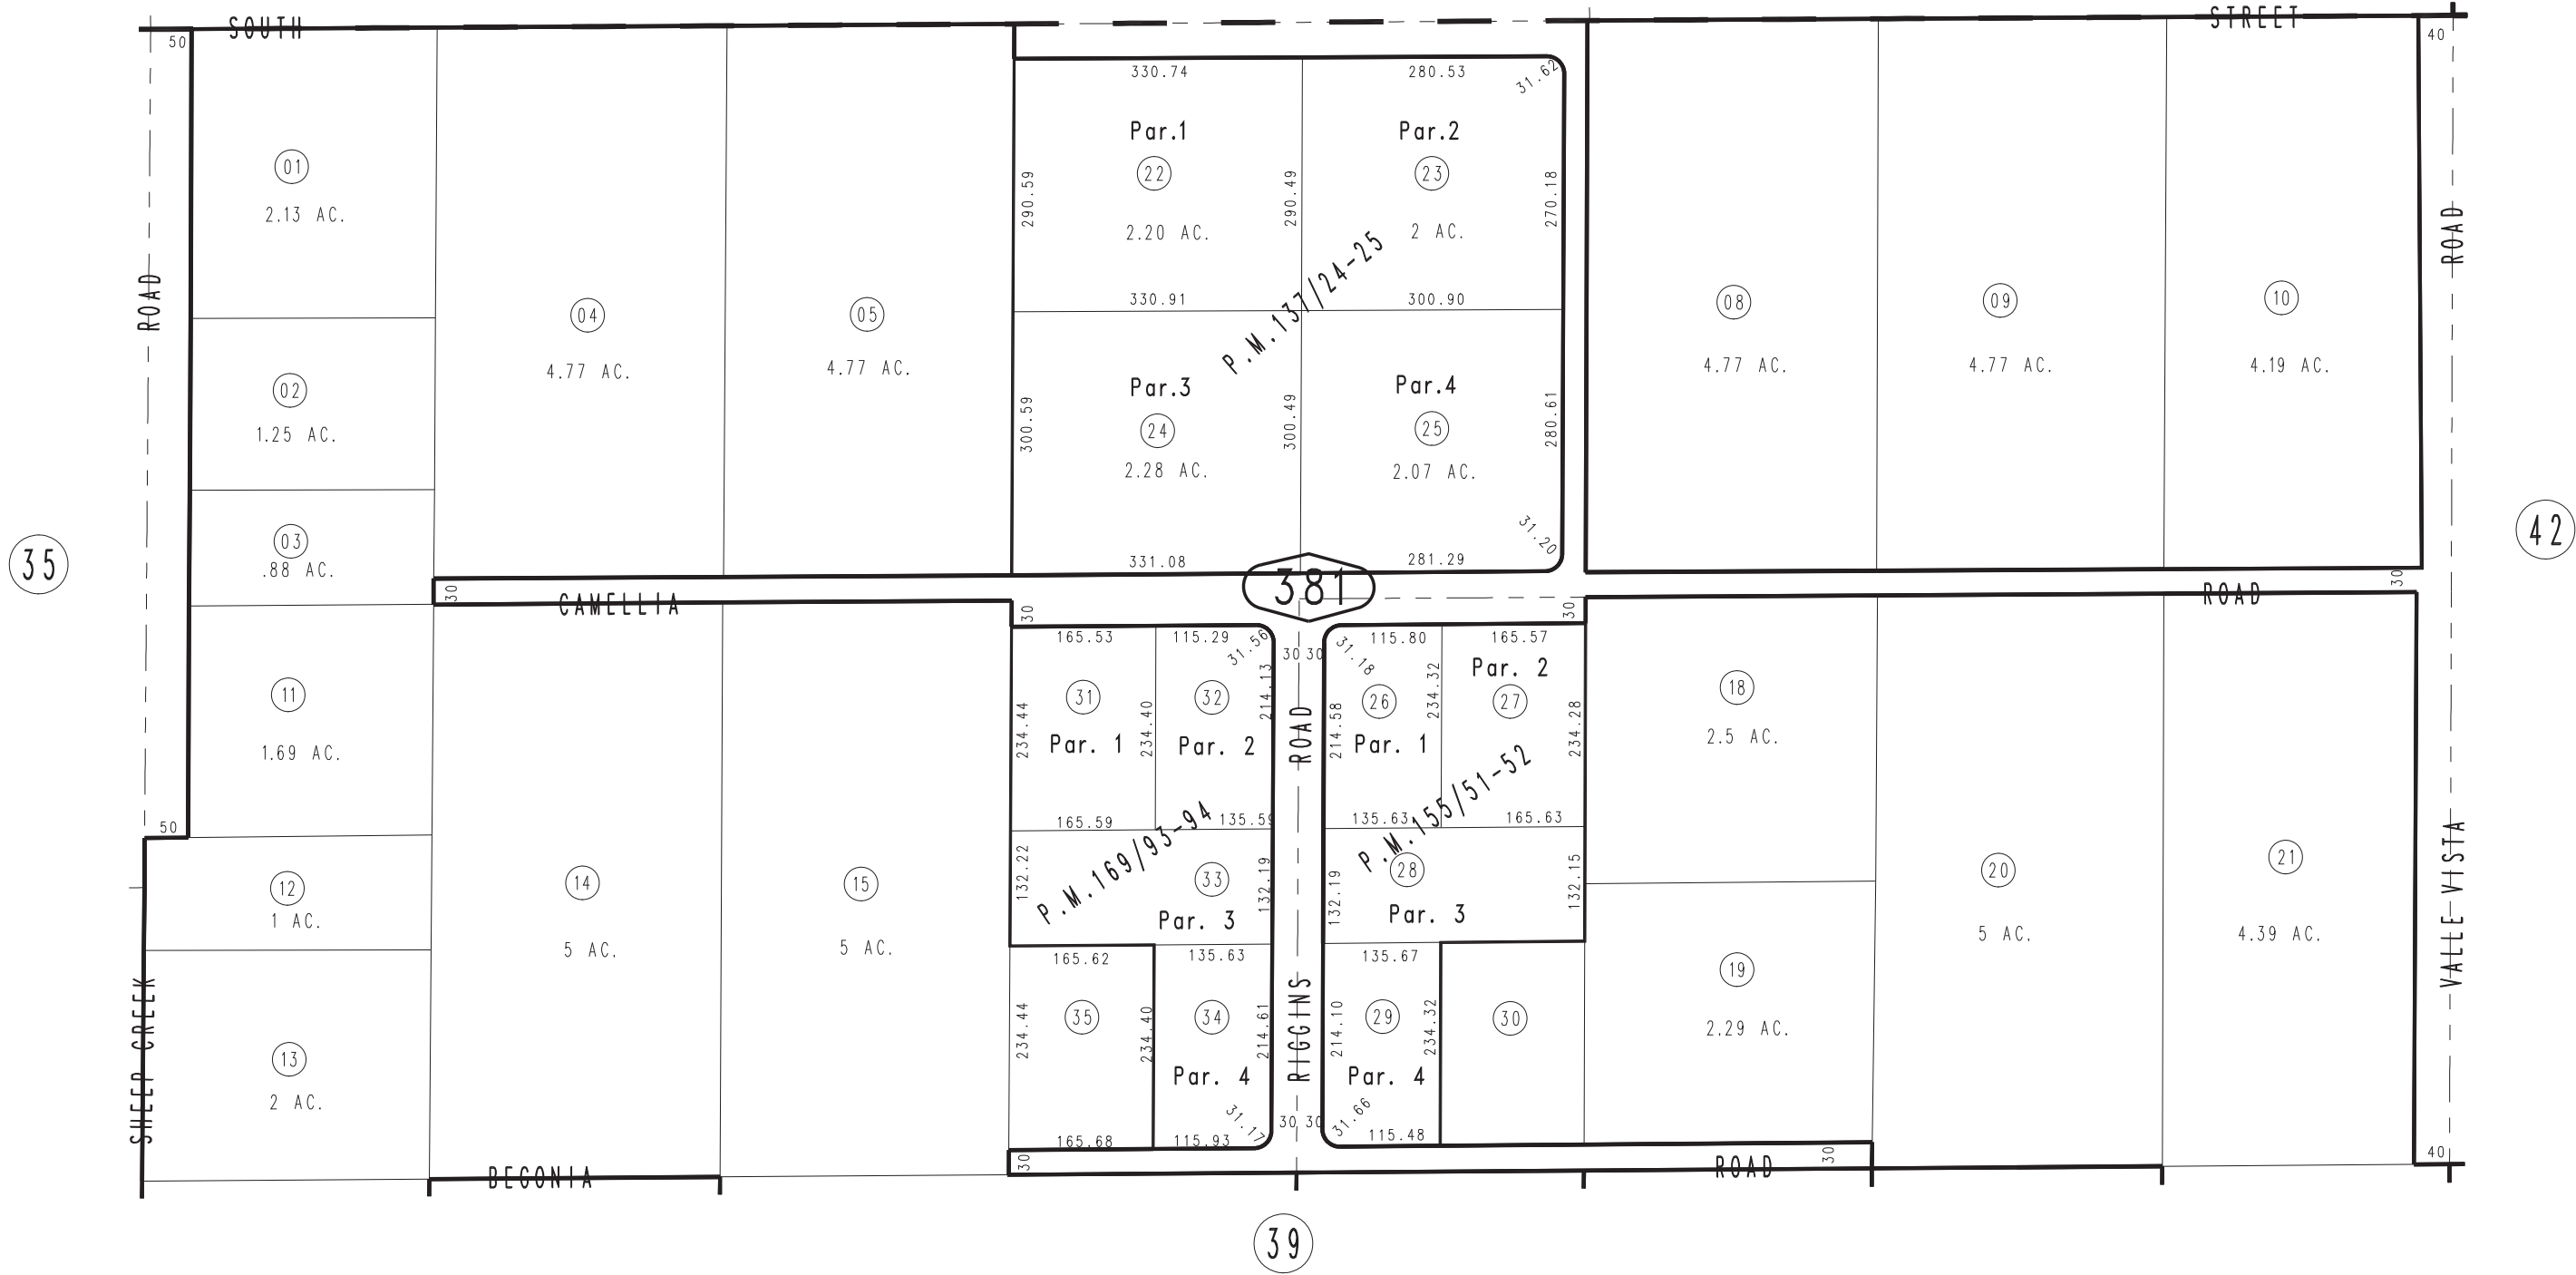 SOUTH
STREET
50
40
330.74
280.53
31.62
Par.1
Par.2
01
22
23
2.13 AC.
290.59
290.49
270.18
2.20 AC.
2 AC.
ROAD
ROAD
P.M.137/24-25
330.91
300.90
04
05
08
09
10
4.77 AC.
4.77 AC.
4.77 AC.
4.77 AC.
4.19 AC.
02
1.25 AC.
Par.3
Par.4
300.59
24
300.49
25
280.61
2.28 AC.
2.07 AC.
31.20
35
42
03
.88 AC.
331.08
281.29
381
30
CAMELLIA
30
30
30
ROAD
165.53
115.29
31.56
30 30
31.18
115.80
165.57
Par. 2
11
1.69 AC.
31
32
26
27
18
2.5 AC.
234.44
234.40
214.13
214.58
234.32
234.28
Par. 1
Par. 2
ROAD
Par. 1
165.59
135.59
135.63
165.63
P.M.169/93-94
P.M.155/51-52
50
12
1 AC.
14
5 AC.
15
5 AC.
132.22
33
132.19
132.19
28
132.15
Par. 3
Par. 3
20
5 AC.
21
4.39 AC.
VALLE VISTA
165.62
135.63
135.67
19
2.29 AC.
35
34
29
30
234.44
234.40
214.61
RIGGINS
214.10
234.32
SHEEP CREEK
13
2 AC.
Par. 4
Par. 4
31.17
30 30
31.66
165.68
115.93
115.48
30
30
40
BEGONIA
ROAD
39